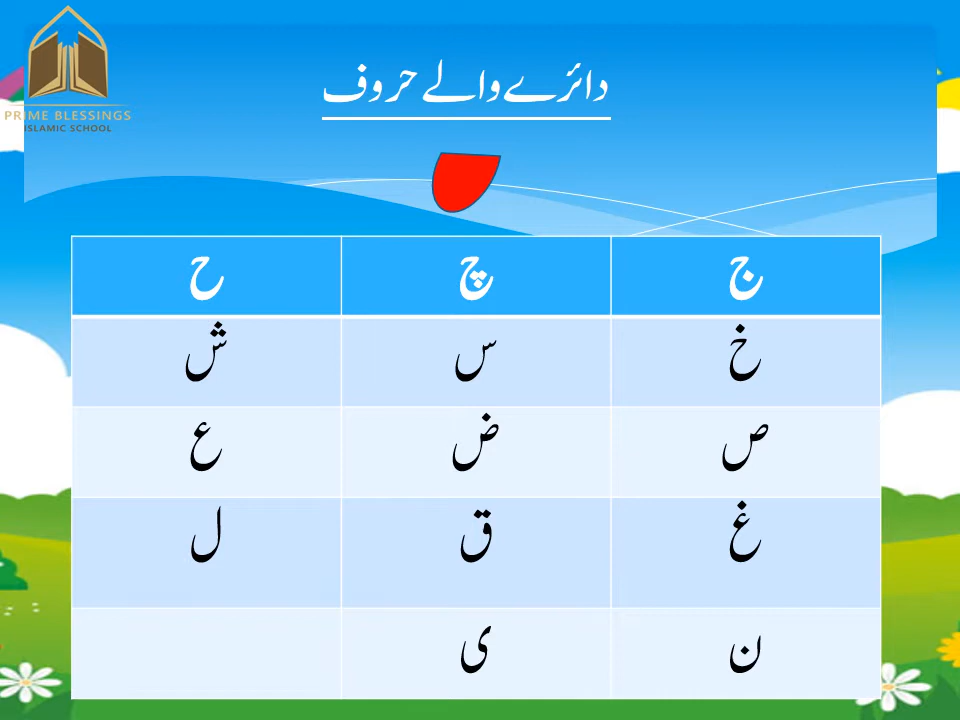 PRIME BLESSINGS
ISLAMIC SCHOOL
دائرے والے حروف
ج چ ح
خ س ش
ص ض ع
غ ق ل
ن ی